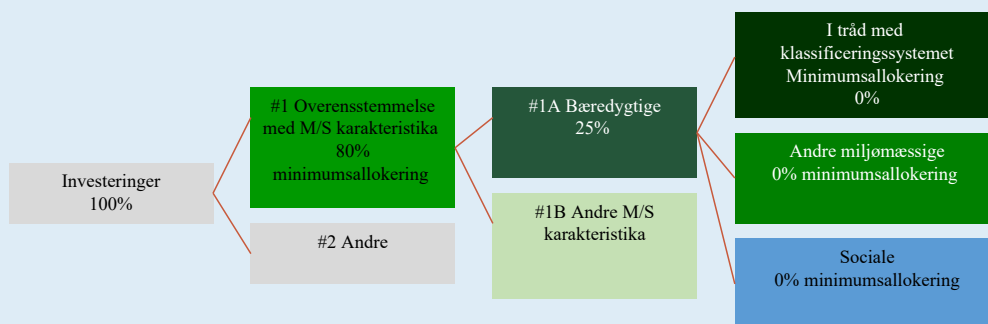 Investeringer
100%
#1 Overensstemmelse
med M/S karakteristika
80%
minimumsallokering
#2 Andre
#1A Bæredygtige
25%
#1B Andre M/S
karakteristika
I tråd med
klassificeringssystemet
Minimumsallokering
0%
Andre miljømæssige
0% minimumsallokering
Sociale
0% minimumsallokering